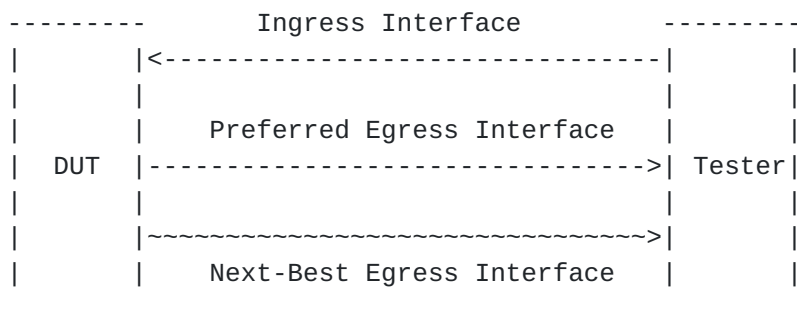 Ingress Interface
Preferred Egress Interface
DUT Tester
Next-Best Egress Interface